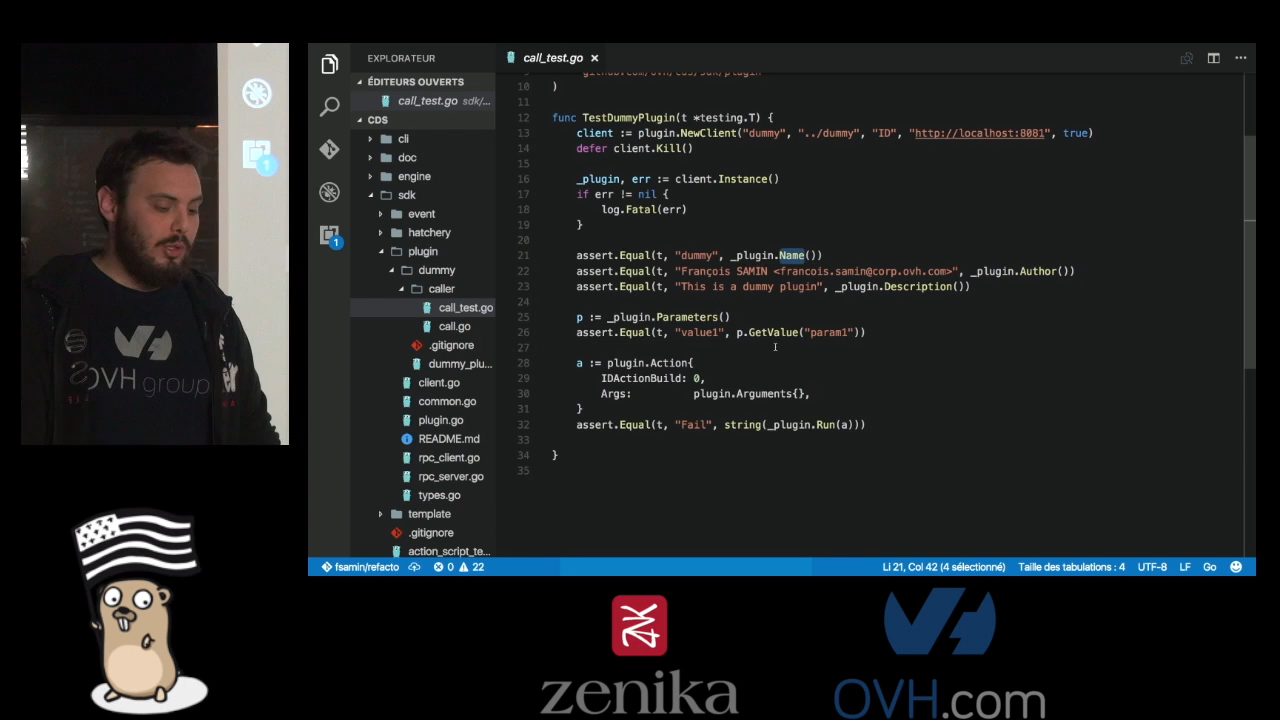 OVH group
EXPLORATEUR
ÉDITEURS OUVERTS
call_test.go sdk/...
CDS
cli
doc
engine
sdk
event
hatchery
plugin
dummy
caller
call_test.go
call.go
.gitignore
dummy_plu...
client.go
common.go
plugin.go
README.md
rpc_client.go
rpc_server.go
types.go
template
.gitignore
action_script_te...
call_test.go
10 )
11
12 func TestDummyPlugin(t *testing.T) {
13 client := plugin.NewClient("dummy", "../dummy", "ID", "http://localhost:8081", true)
14 defer client.Kill()
15
16 _plugin, err := client.Instance()
17 if err != nil {
18 log.Fatal(err)
19 }
20
21 assert.Equal(t, "dummy", _plugin.Name())
22 assert.Equal(t, "François SAMIN <francois.samin@corp.ovh.com>", _plugin.Author())
23 assert.Equal(t, "This is a dummy plugin", _plugin.Description())
24
25 p := _plugin.Parameters()
26 assert.Equal(t, "value1", p.GetValue("param1"))
27
28 a := plugin.Action{
29 IDActionBuild: 0,
30 Args: plugin.Arguments{},
31 }
32 assert.Equal(t, "Fail", string(_plugin.Run(a)))
33
34 }
35
1
1
fsamin/refacto 0 22
Li 21, Col 42 (4 sélectionné) Taille des tabulations : 4 UTF-8 LF Go
zenika
OVH.com